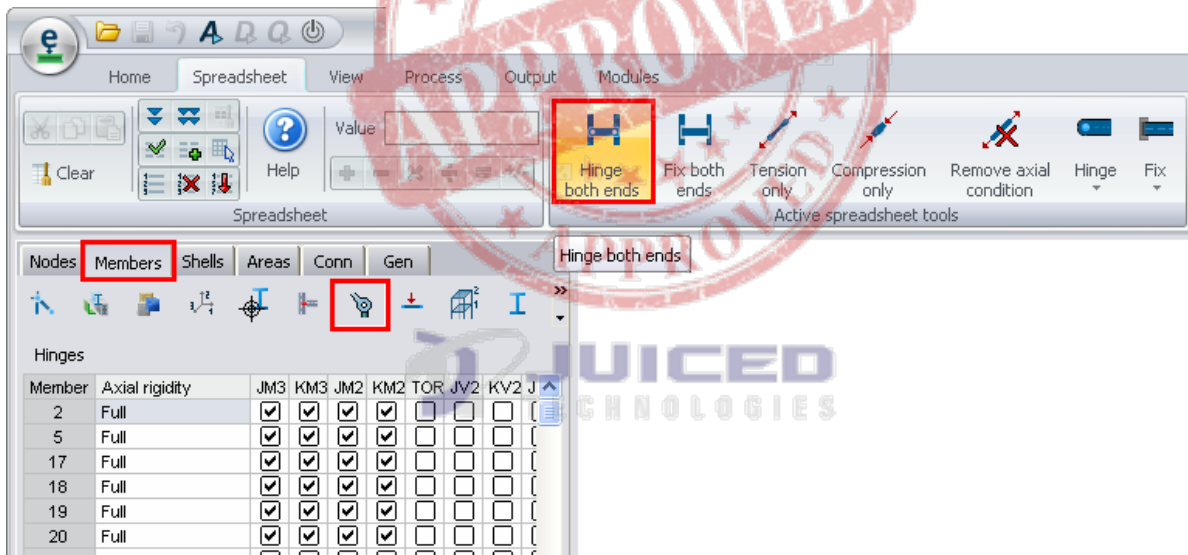 e
Home Spreadsheet View Process Output Modules
Clear
Help
Value
Spreadsheet
Hinge both ends
Fix both ends
Tension only
Compression only
Remove axial condition
Hinge
Fix
Active spreadsheet tools
Nodes Members Shells Areas Conn Gen
Hinge both ends
Hinges
Member Axial rigidity JM3 KM3 JM2 KM2 TOR JV2 KV2 J
2 Full
5 Full
17 Full
18 Full
19 Full
20 Full
APPROVED
APPROVED
JUICED
TECHNOLOGIES